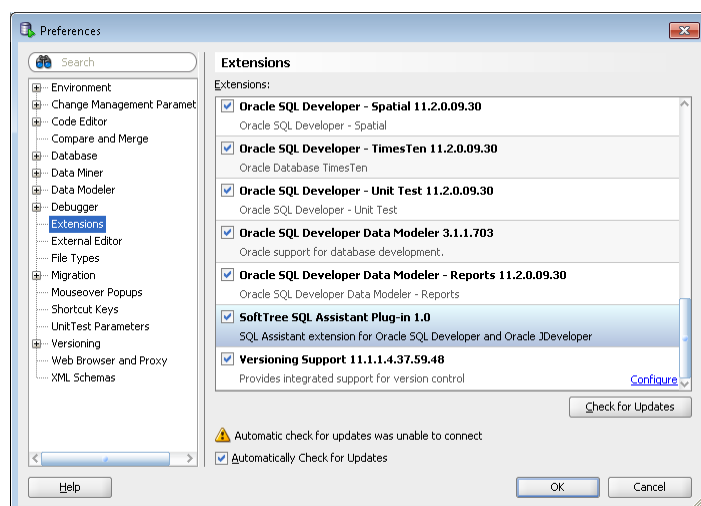 Preferences
Search
Environment
Change Management Paramet
Code Editor
Compare and Merge
Database
Data Miner
Data Modeler
Debugger
Extensions
External Editor
File Types
Migration
Mouseover Popups
Shortcut Keys
UnitTest Parameters
Versioning
Web Browser and Proxy
XML Schemas
Extensions
Extensions:
Oracle SQL Developer - Spatial 11.2.0.09.30
Oracle SQL Developer - Spatial
Oracle SQL Developer - TimesTen 11.2.0.09.30
Oracle Database TimesTen
Oracle SQL Developer - Unit Test 11.2.0.09.30
Oracle SQL Developer - Unit Test
Oracle SQL Developer Data Modeler 3.1.1.703
Oracle support for database development.
Oracle SQL Developer Data Modeler - Reports 11.2.0.09.30
Oracle SQL Developer Data Modeler - Reports
SoftTree SQL Assistant Plug-in 1.0
SQL Assistant extension for Oracle SQL Developer and Oracle JDeveloper
Versioning Support 11.1.1.4.37.59.48
Provides integrated support for version control
Configure
Check for Updates
Automatic check for updates was unable to connect
Automatically Check for Updates
Help
OK
Cancel